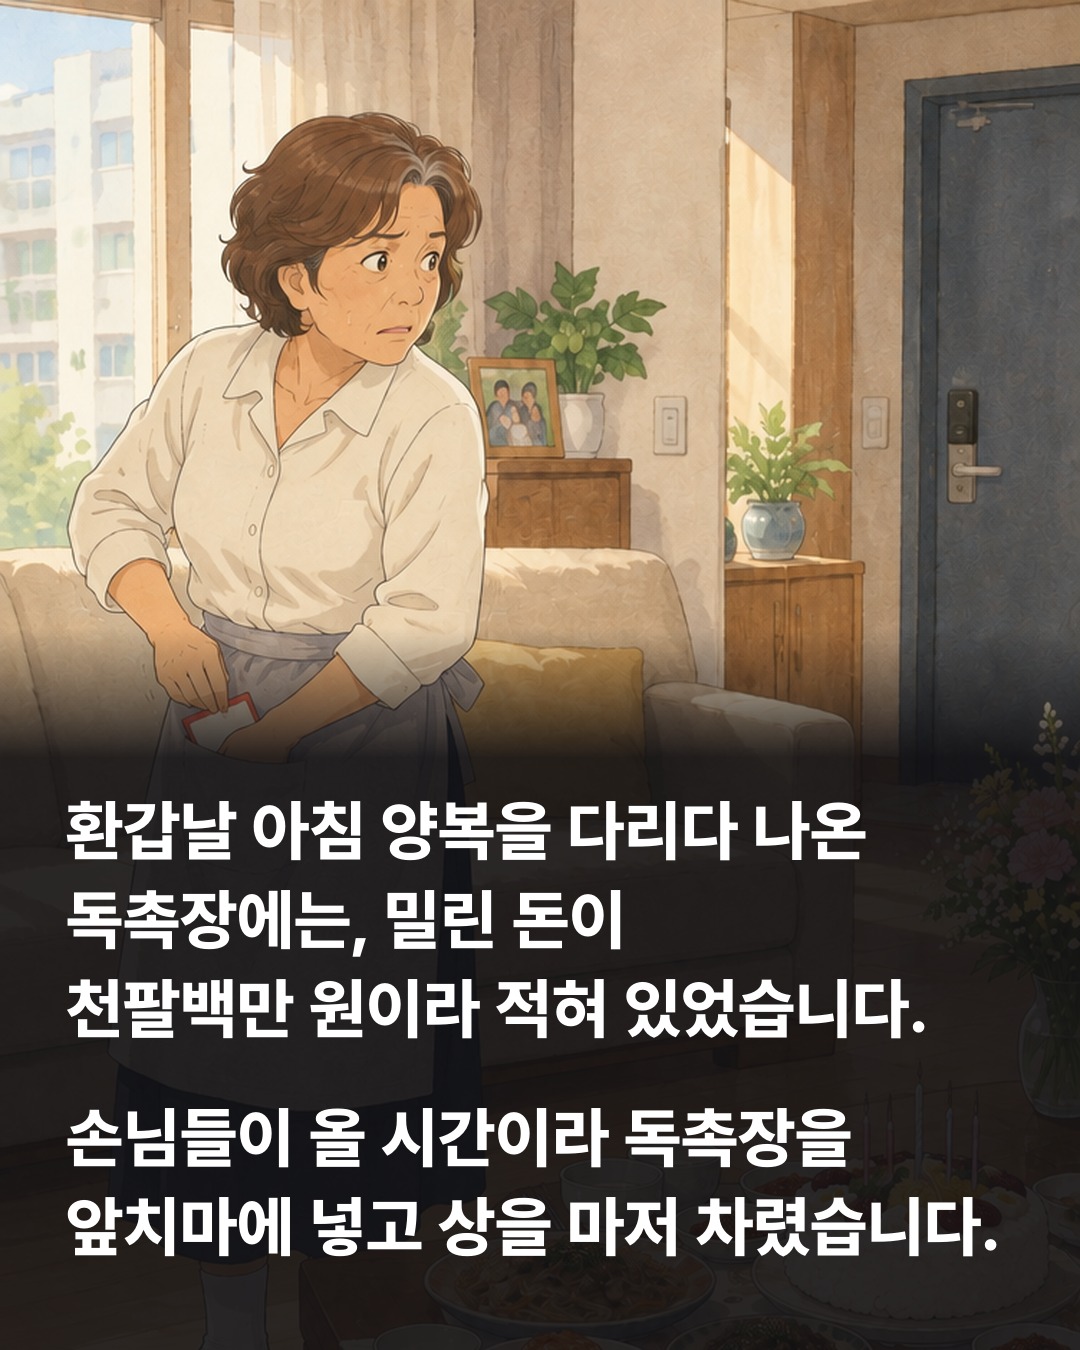 환갑날 아침 양복을 다리다 나온
독촉장에는, 밀린 돈이
천팔백만 원이라 적혀 있었습니다.
손님들이 올 시간이라 독촉장을
앞치마에 넣고 상을 마저 차렸습니다.